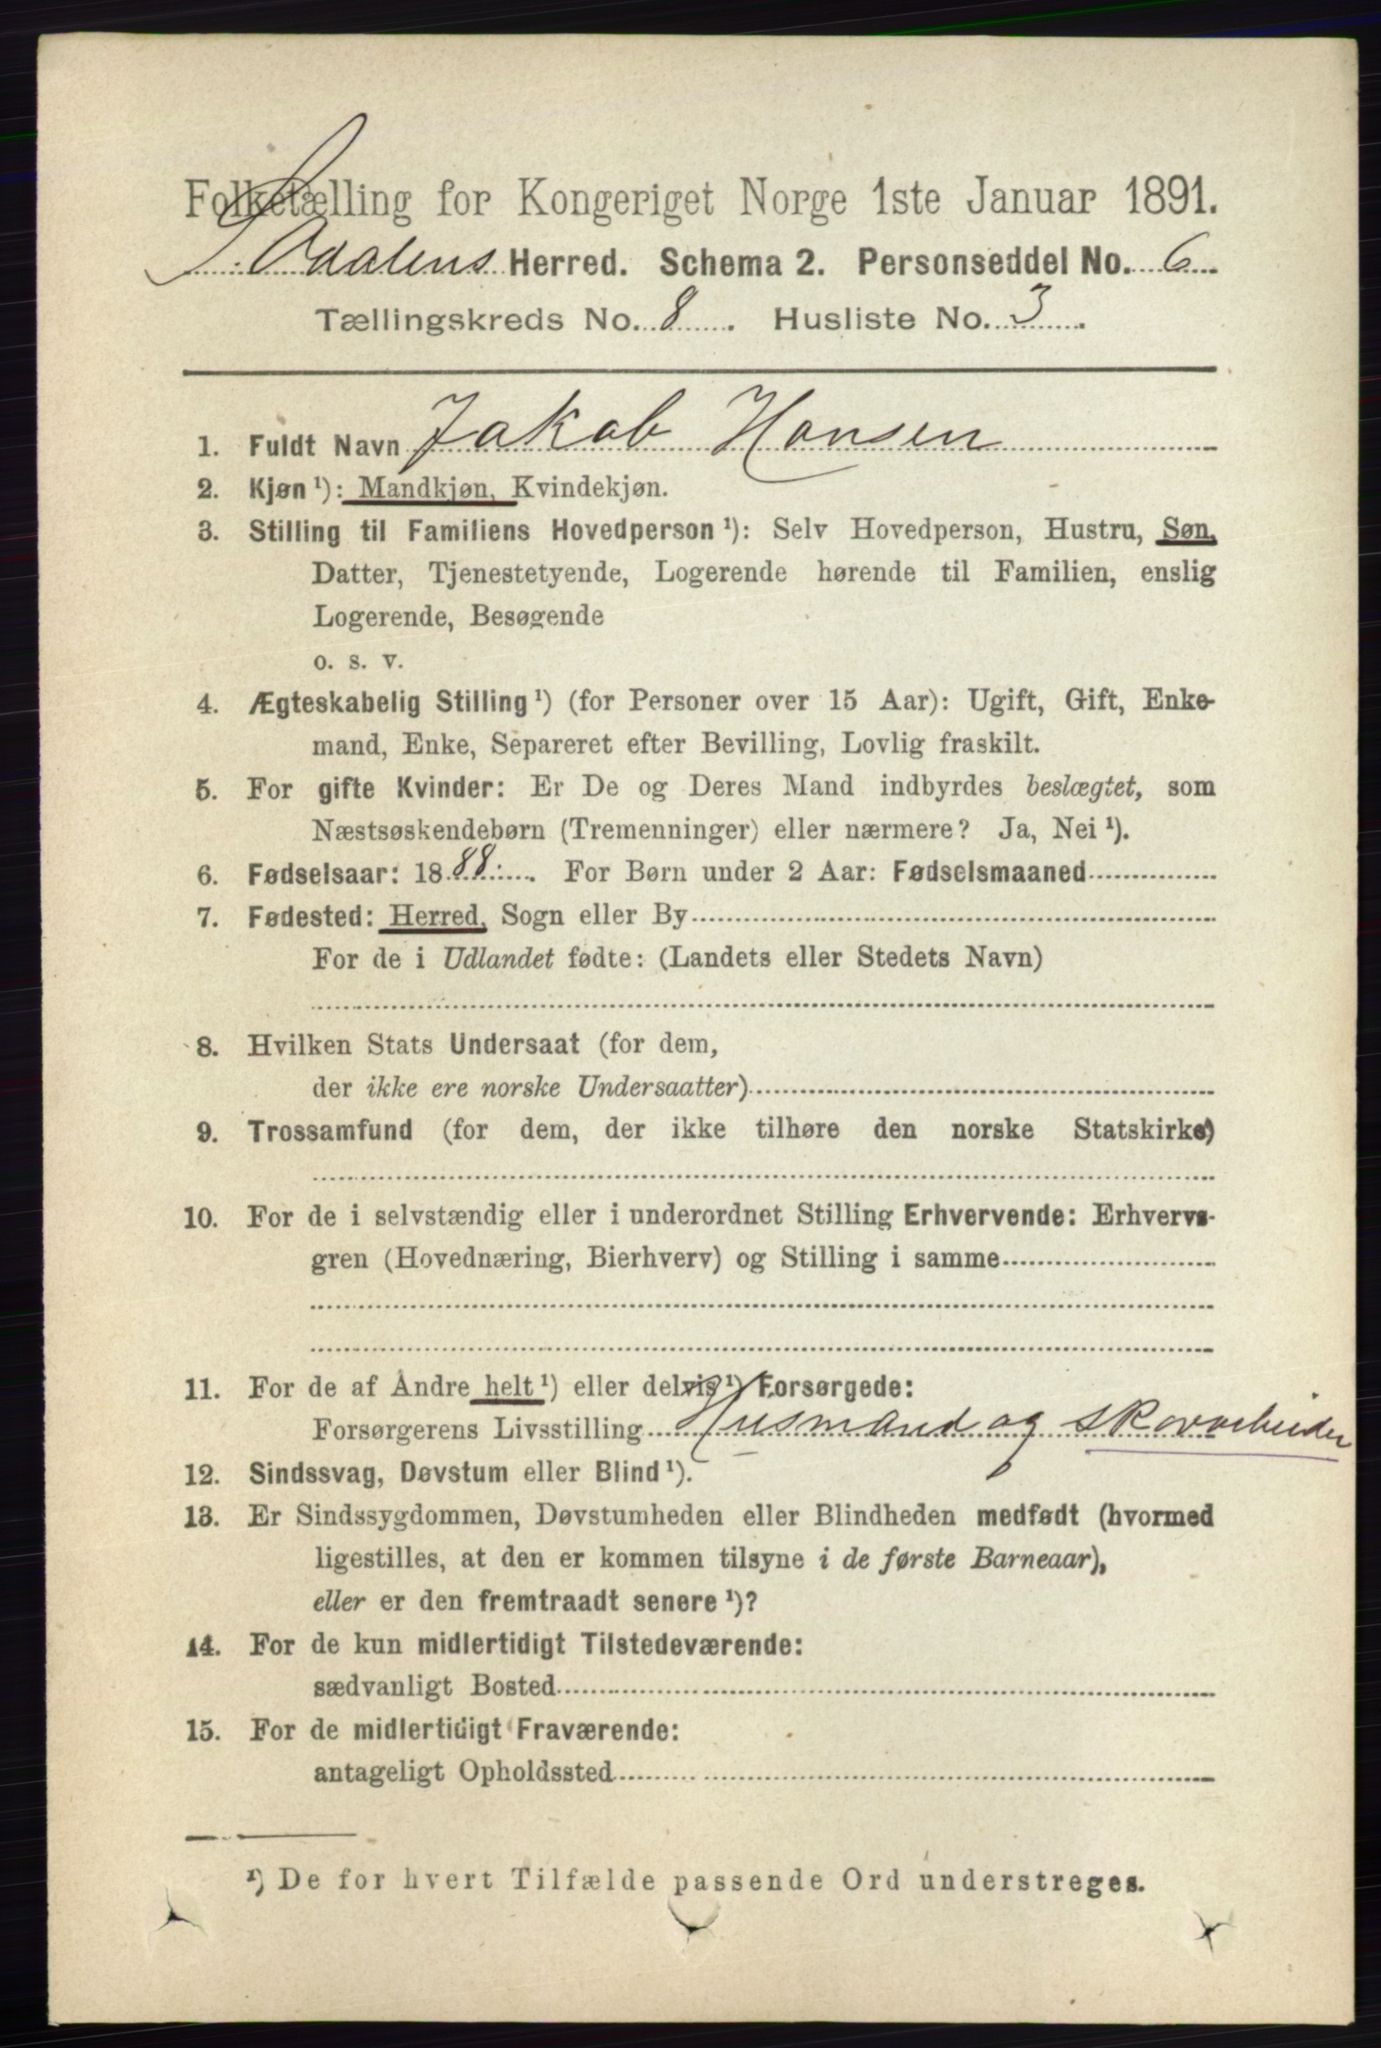 Folketælling for Kongeriget Norge 1ste Januar 1891.
S. Odalens Herred. Schema 2. Personseddel No. 6
Tællingskreds No. 8. Husliste No. 3.
1. Fuldt Navn Jakob Hansen
2. Kjøn ¹): Mandkjøn, Kvindekjøn.
3. Stilling til Familiens Hovedperson ¹): Selv Hovedperson, Hustru, Søn,
Datter, Tjenestetyende, Logerende hørende til Familien, enslig
Logerende, Besøgende
o. s. v.
4. Ægteskabelig Stilling ¹) (for Personer over 15 Aar): Ugift, Gift, Enke-
mand, Enke, Separeret efter Bevilling, Lovlig fraskilt.
5. For gifte Kvinder: Er De og Deres Mand indbyrdes beslægtet, som
Næstsøskendebørn (Tremenninger) eller nærmere? Ja, Nei ¹).
6. Fødselsaar: 1888. For Børn under 2 Aar: Fødselsmaaned
7. Fødested: Herred, Sogn eller By
For de i Udlandet fødte: (Landets eller Stedets Navn)
8. Hvilken Stats Undersaat (for dem,
der ikke ere norske Undersaatter)
9. Trossamfund (for dem, der ikke tilhøre den norske Statskirke)
10. For de i selvstændig eller i underordnet Stilling Erhvervende: Erhvervs-
gren (Hovednæring, Bierhverv) og Stilling i samme
11. For de af Andre helt ¹) eller delvis ¹) Forsørgede:
Forsørgerens Livsstilling Husmand og skovarbeider
12. Sindssvag, Døvstum eller Blind ¹).
13. Er Sindssygdommen, Døvstumheden eller Blindheden medfødt (hvormed
ligestilles, at den er kommen tilsyne i de første Barneaar),
eller er den fremtraadt senere ¹)?
14. For de kun midlertidigt Tilstedeværende:
sædvanligt Bosted
15. For de midlertidigt Fraværende:
antageligt Opholdssted
¹) De for hvert Tilfælde passende Ord understreges.